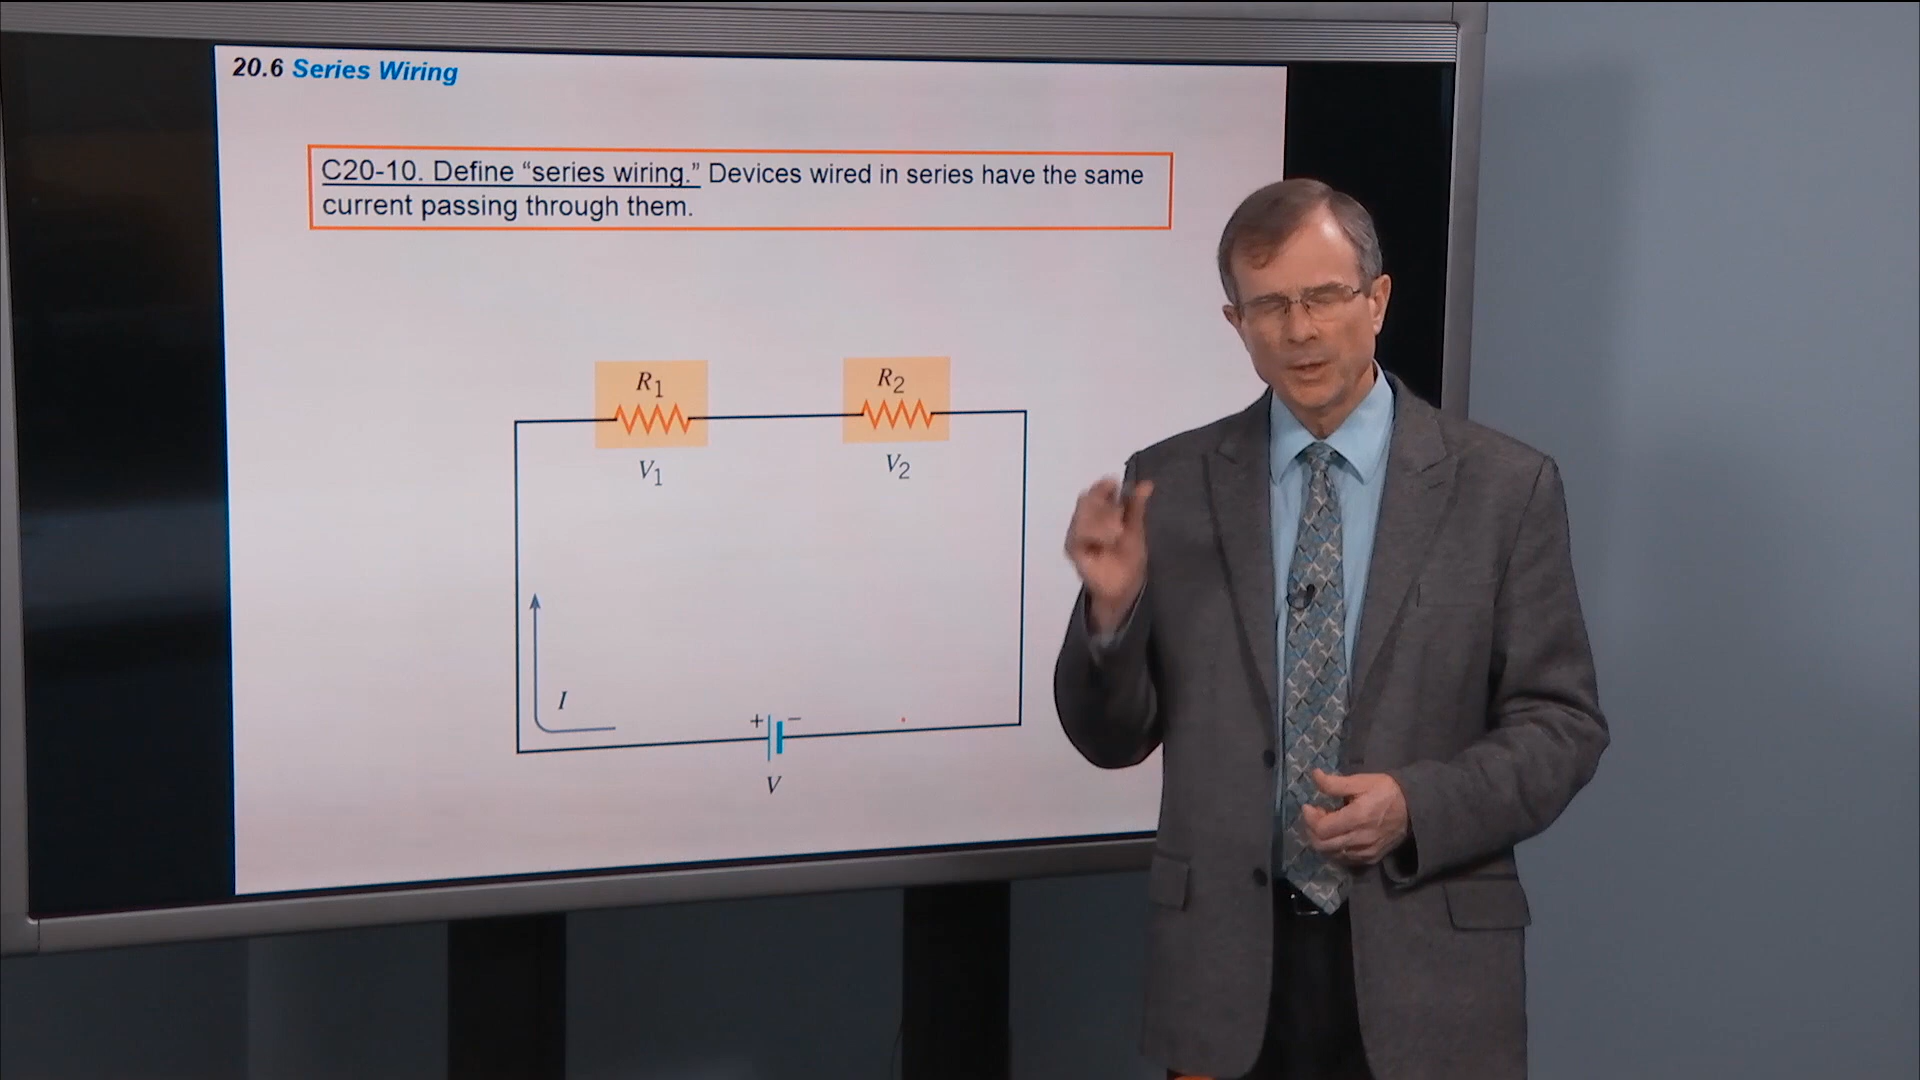 20.6 Series Wiring
C20-10. Define “series wiring.” Devices wired in series have the same
current passing through them.
R1
R2
V1
V2
I
+
–
V